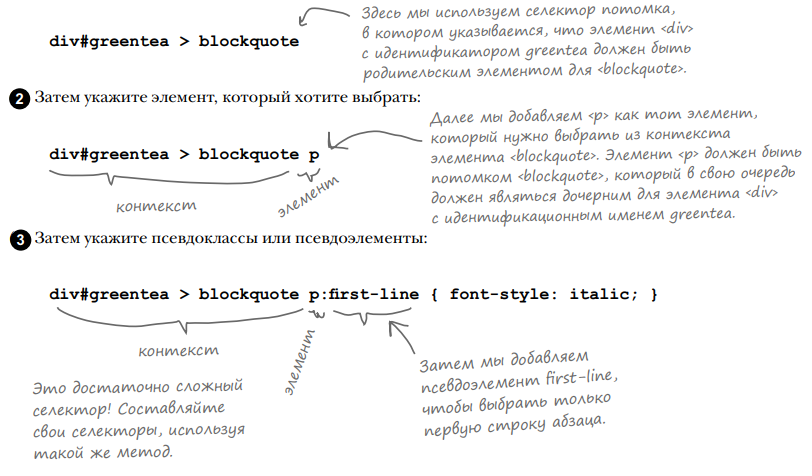 div#greentea > blockquote
Здесь мы используем селектор потомка,
в котором указывается, что элемент <div>
с идентификатором greentea должен быть
родительским элементом для <blockquote>.
2 Затем укажите элемент, который хотите выбрать:
div#greentea > blockquote p
контекст
элемент
Далее мы добавляем <p> как тот элемент,
который нужно выбрать из контекста
элемента <blockquote>. Элемент <p> должен быть
потомком <blockquote>, который в свою очередь
должен являться дочерним для элемента <div>
с идентификационным именем greentea.
3 Затем укажите псевдоклассы или псевдоэлементы:
div#greentea > blockquote p:first-line { font-style: italic; }
контекст
элемент
Затем мы добавляем
псевдоэлемент first-line,
чтобы выбрать только
первую строку абзаца.
Это достаточно сложный
селектор! Составляйте
свои селекторы, используя
такой же метод.